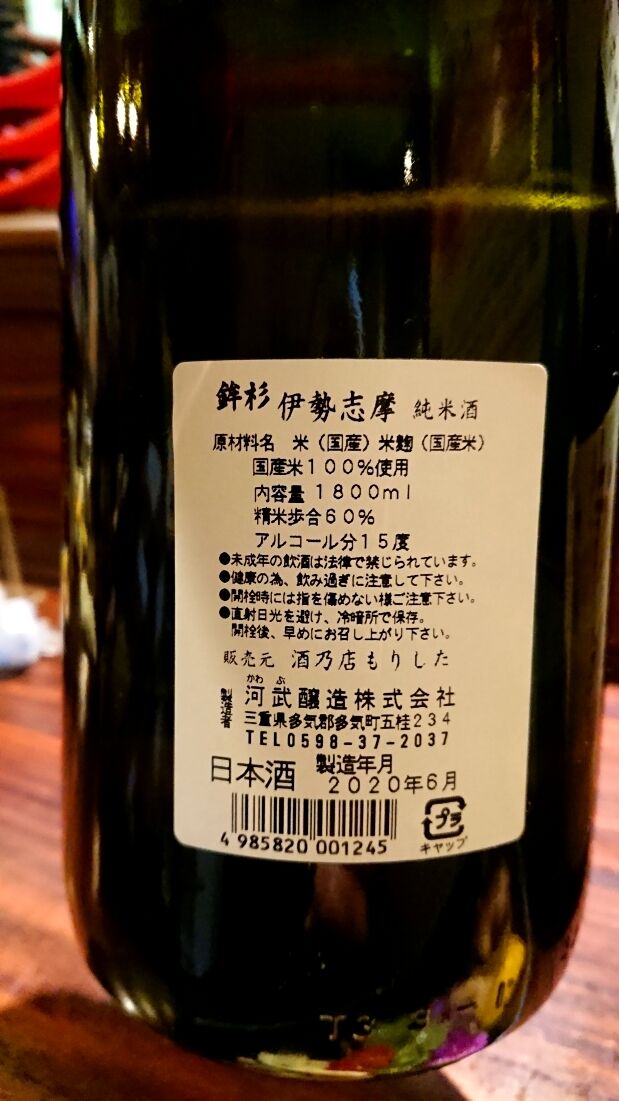 鉾杉 伊勢志摩 純米酒
原材料名 米（国産）米麹（国産米）
国産米１００％使用
内容量１８００ｍｌ
精米歩合６０％
アルコール分１５度
●未成年の飲酒は法律で禁じられています。
●健康の為、飲み過ぎに注意して下さい。
●開栓時には指を傷めない様ご注意下さい。
●直射日光を避け、冷暗所で保存。
開栓後、早めにお召し上がり下さい。
販売元 酒乃店もりした
かわ ぶ
製造者 河武醸造株式会社
三重県多気郡多気町五桂２３４
ＴＥＬ０５９８－３７－２０３７
日本酒 製造年月
２０２０年６月
4 985820 001245
プラ
キャップ